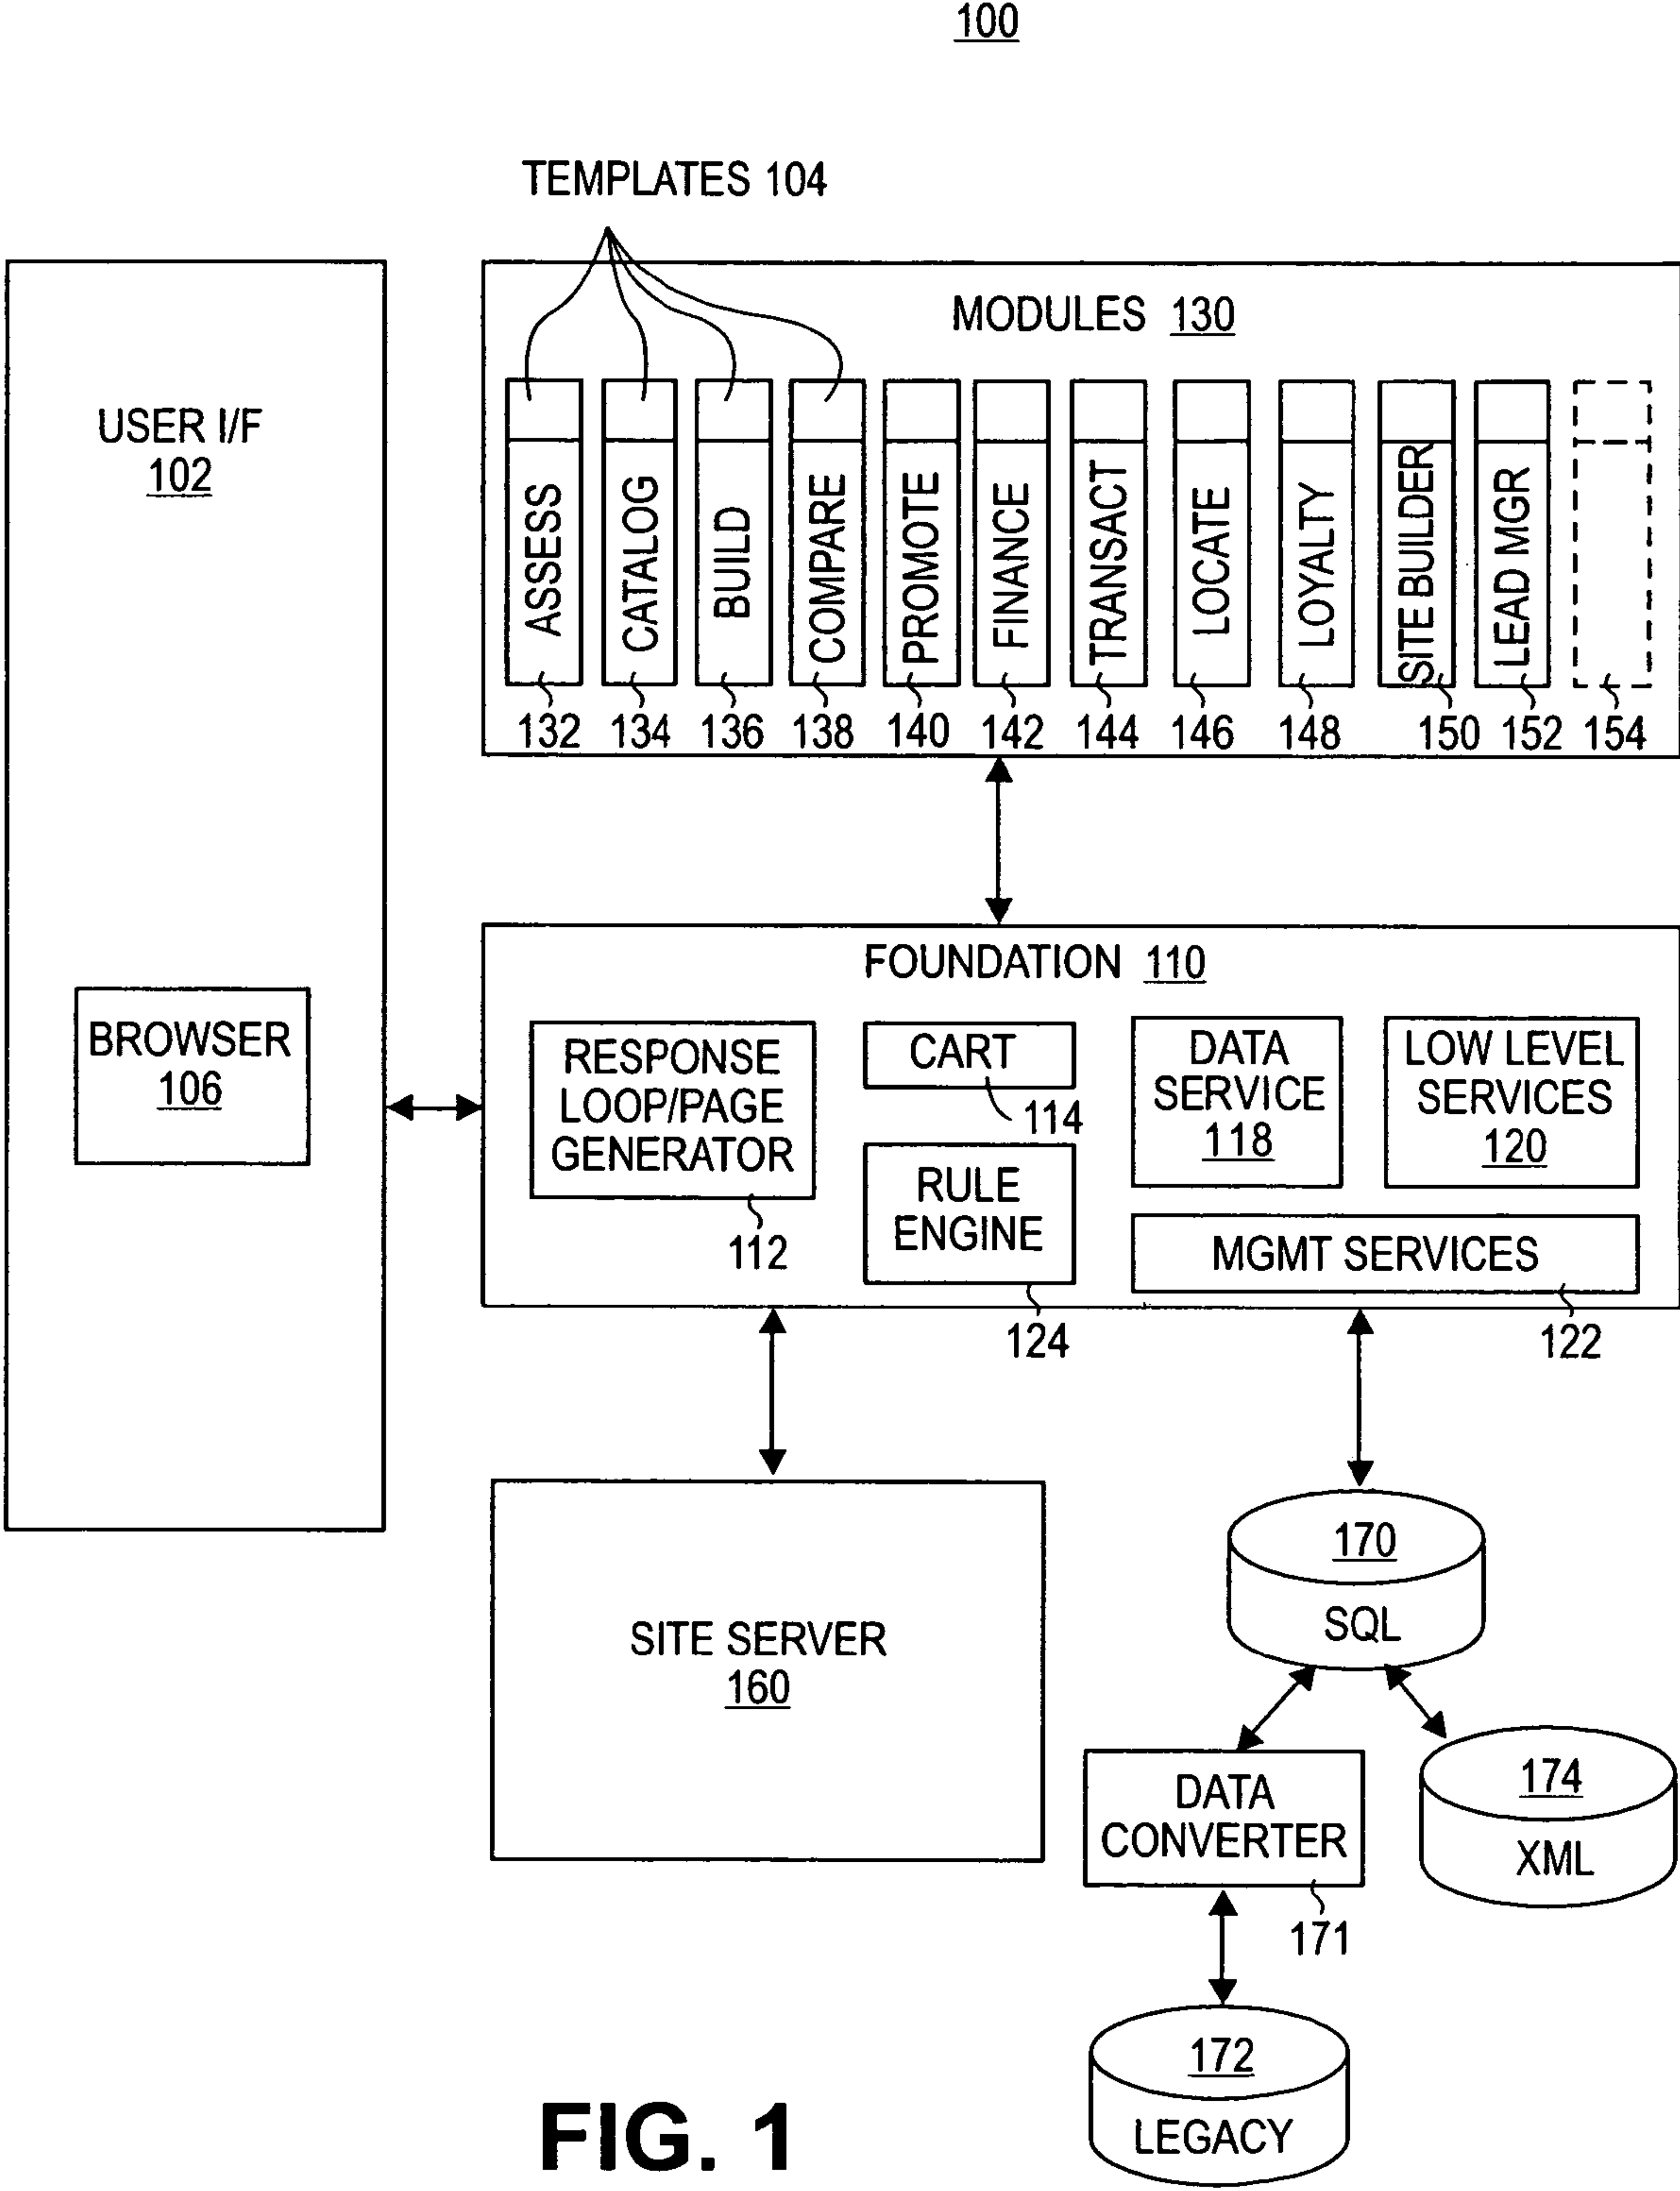 100
TEMPLATES 104
USER I/F
102
BROWSER
106
MODULES 130
ASSESS
CATALOG
BUILD
COMPARE
PROMOTE
FINANCE
TRANSACT
LOCATE
LOYALTY
SITE BUILDER
LEAD MGR
132 134 136 138 140 142 144 146 148 150 152 154
FOUNDATION 110
RESPONSE
LOOP/PAGE
GENERATOR
112
CART
114
RULE
ENGINE
124
DATA
SERVICE
118
LOW LEVEL
SERVICES
120
MGMT SERVICES
122
SITE SERVER
160
170
SQL
DATA
CONVERTER
171
174
XML
172
LEGACY
FIG. 1